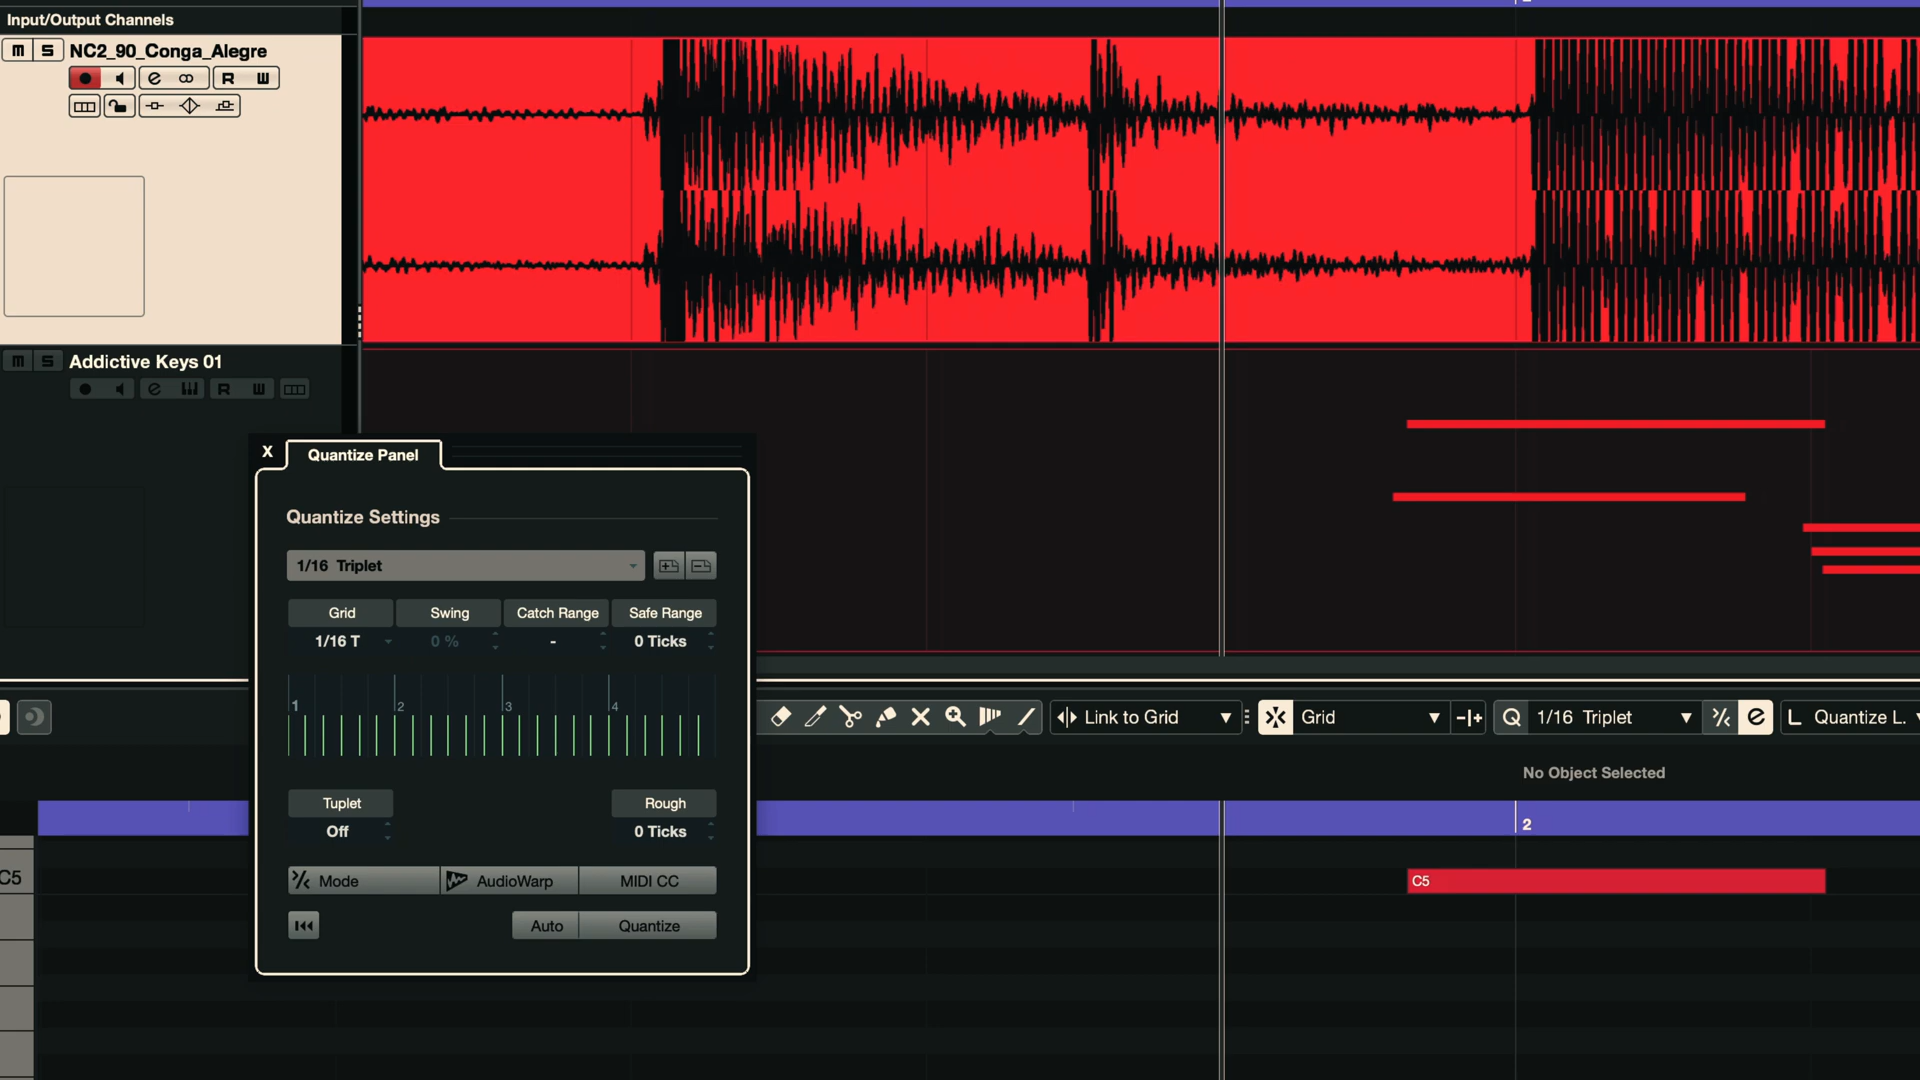 Input/Output Channels
m S NC2_90_Conga_Alegre
e R W
m S Addictive Keys 01
e R W
X Quantize Panel
Quantize Settings
1/16 Triplet
Grid Swing Catch Range Safe Range
1/16 T 0 % - 0 Ticks
1 2 3 4
Tuplet Rough
Off 0 Ticks
Mode AudioWarp MIDI CC
Auto Quantize
Link to Grid Grid Q 1/16 Triplet e L Quantize L.
No Object Selected
2
C5 C5